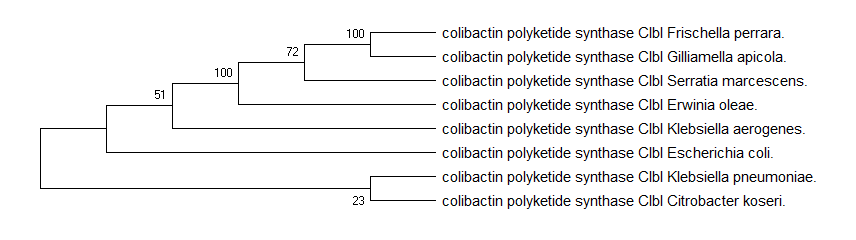 100
colibactin polyketide synthase ClbI Frischella perrara.
72
colibactin polyketide synthase ClbI Gilliamella apicola.
100
colibactin polyketide synthase ClbI Serratia marcescens.
51
colibactin polyketide synthase ClbI Erwinia oleae.
colibactin polyketide synthase ClbI Klebsiella aerogenes.
colibactin polyketide synthase ClbI Escherichia coli.
colibactin polyketide synthase ClbI Klebsiella pneumoniae.
23
colibactin polyketide synthase ClbI Citrobacter koseri.